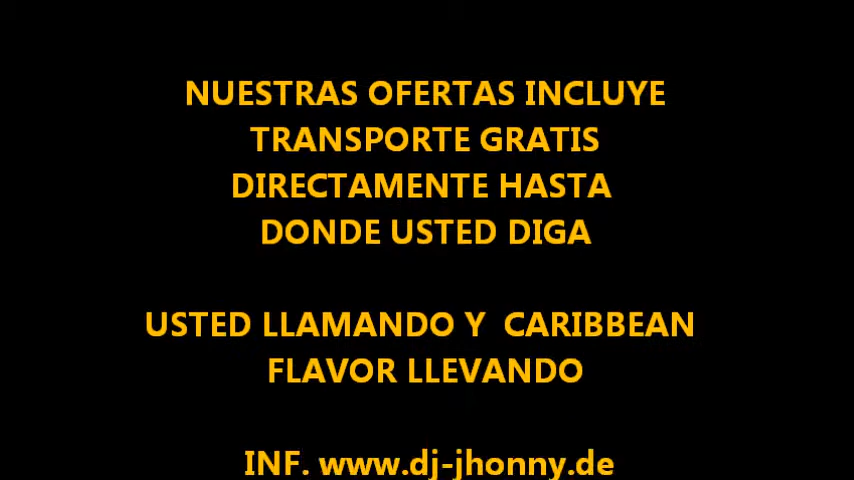 NUESTRAS OFERTAS INCLUYE
TRANSPORTE GRATIS
DIRECTAMENTE HASTA
DONDE USTED DIGA
USTED LLAMANDO Y CARIBBEAN
FLAVOR LLEVANDO
INF. www.dj-jhonny.de